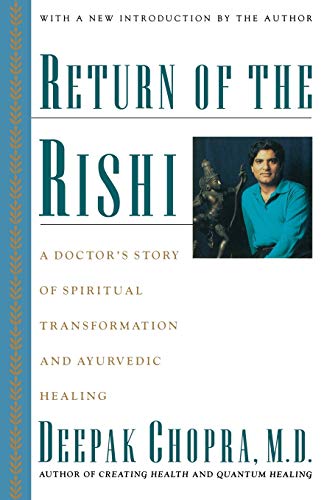 WITH A NEW INTRODUCTION BY THE AUTHOR
RETURN OF THE
RISHI
A DOCTOR'S STORY
OF SPIRITUAL
TRANSFORMATION
AND AYURVEDIC
HEALING
DEEPAK CHOPRA, M.D.
AUTHOR OF CREATING HEALTH AND QUANTUM HEALING